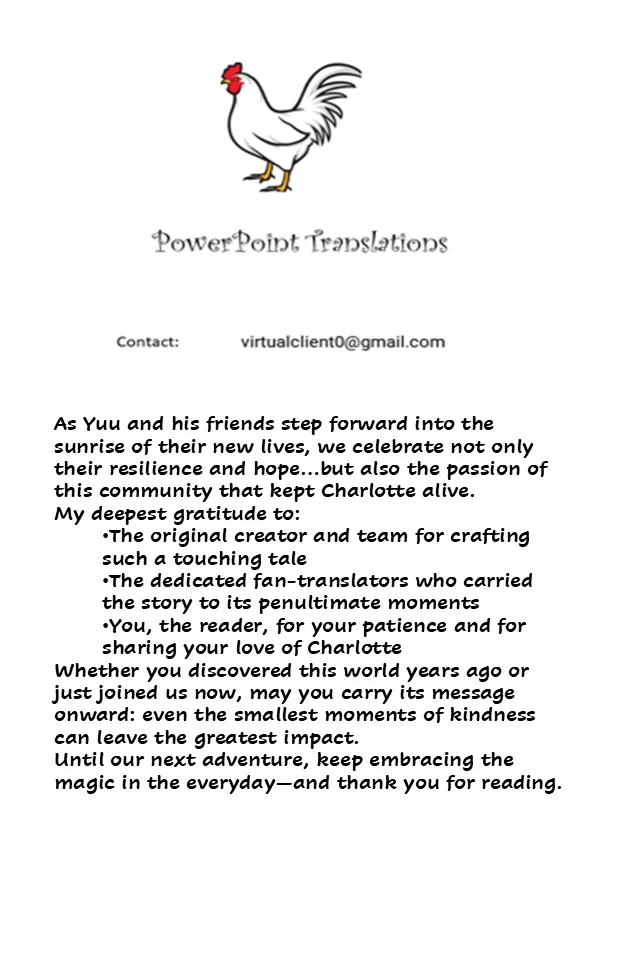 PowerPoint Translations
Contact: virtualclient0@gmail.com
As Yuu and his friends step forward into the
sunrise of their new lives, we celebrate not only
their resilience and hope...but also the passion of
this community that kept Charlotte alive.
My deepest gratitude to:
•The original creator and team for crafting
such a touching tale
•The dedicated fan-translators who carried
the story to its penultimate moments
•You, the reader, for your patience and for
sharing your love of Charlotte
Whether you discovered this world years ago or
just joined us now, may you carry its message
onward: even the smallest moments of kindness
can leave the greatest impact.
Until our next adventure, keep embracing the
magic in the everyday—and thank you for reading.